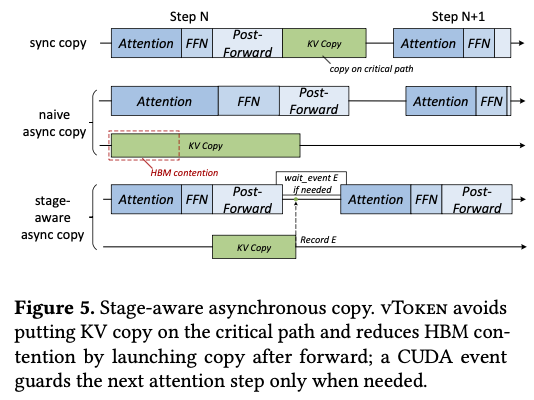 Step N
Step N+1
sync copy
Attention
FFN
Post-
Forward
KV Copy
Attention
FFN
copy on critical path
naive
async copy
Attention
FFN
Post-
Forward
Attention
FFN
KV Copy
HBM contention
stage-
aware
async copy
Attention
FFN
Post-
Forward
wait_event E
if needed
Attention
FFN
Post-
Forward
KV Copy
Record E
Figure 5. Stage-aware asynchronous copy. vTOKEN avoids
putting KV copy on the critical path and reduces HBM con-
tention by launching copy after forward; a CUDA event
guards the next attention step only when needed.